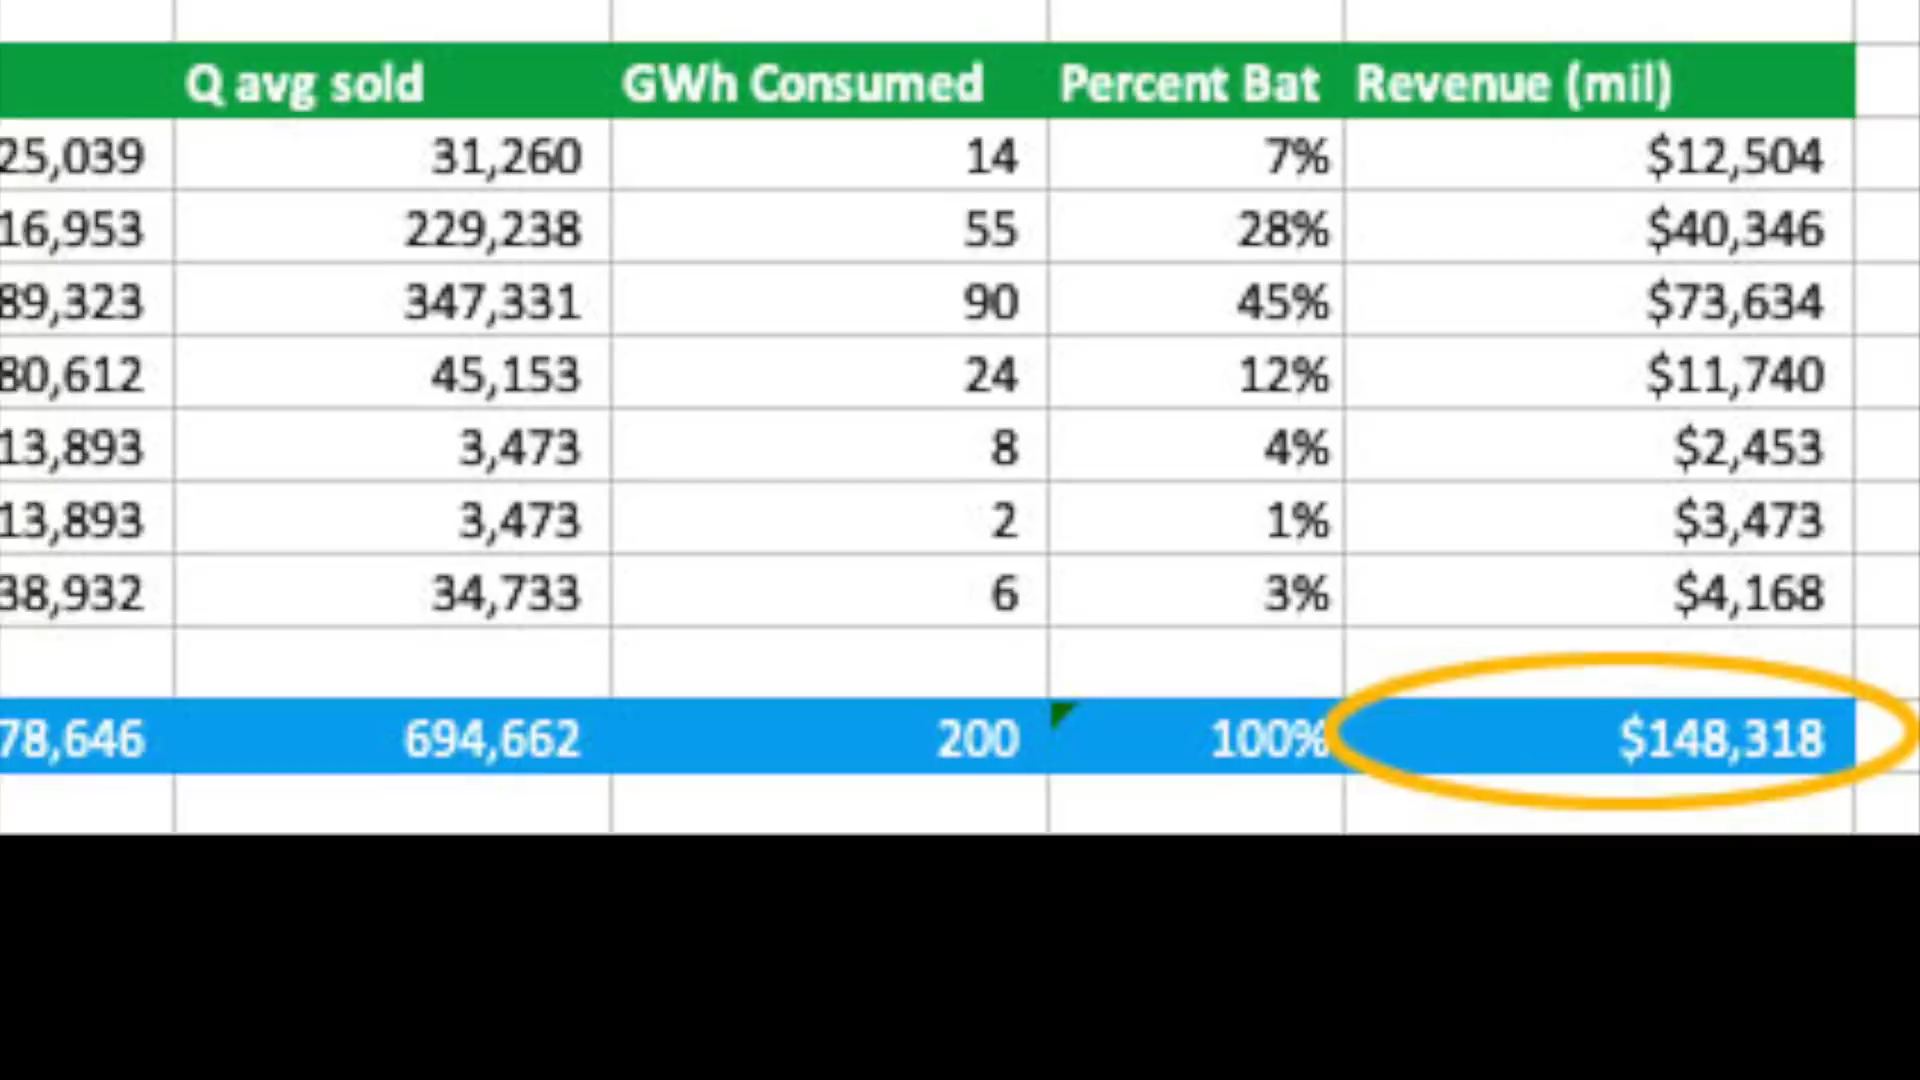 Q avg sold GWh Consumed Percent Bat Revenue (mil)
25,039 31,260 14 7% $12,504
16,953 229,238 55 28% $40,346
89,323 347,331 90 45% $73,634
80,612 45,153 24 12% $11,740
13,893 3,473 8 4% $2,453
13,893 3,473 2 1% $3,473
38,932 34,733 6 3% $4,168
78,646 694,662 200 100% $148,318